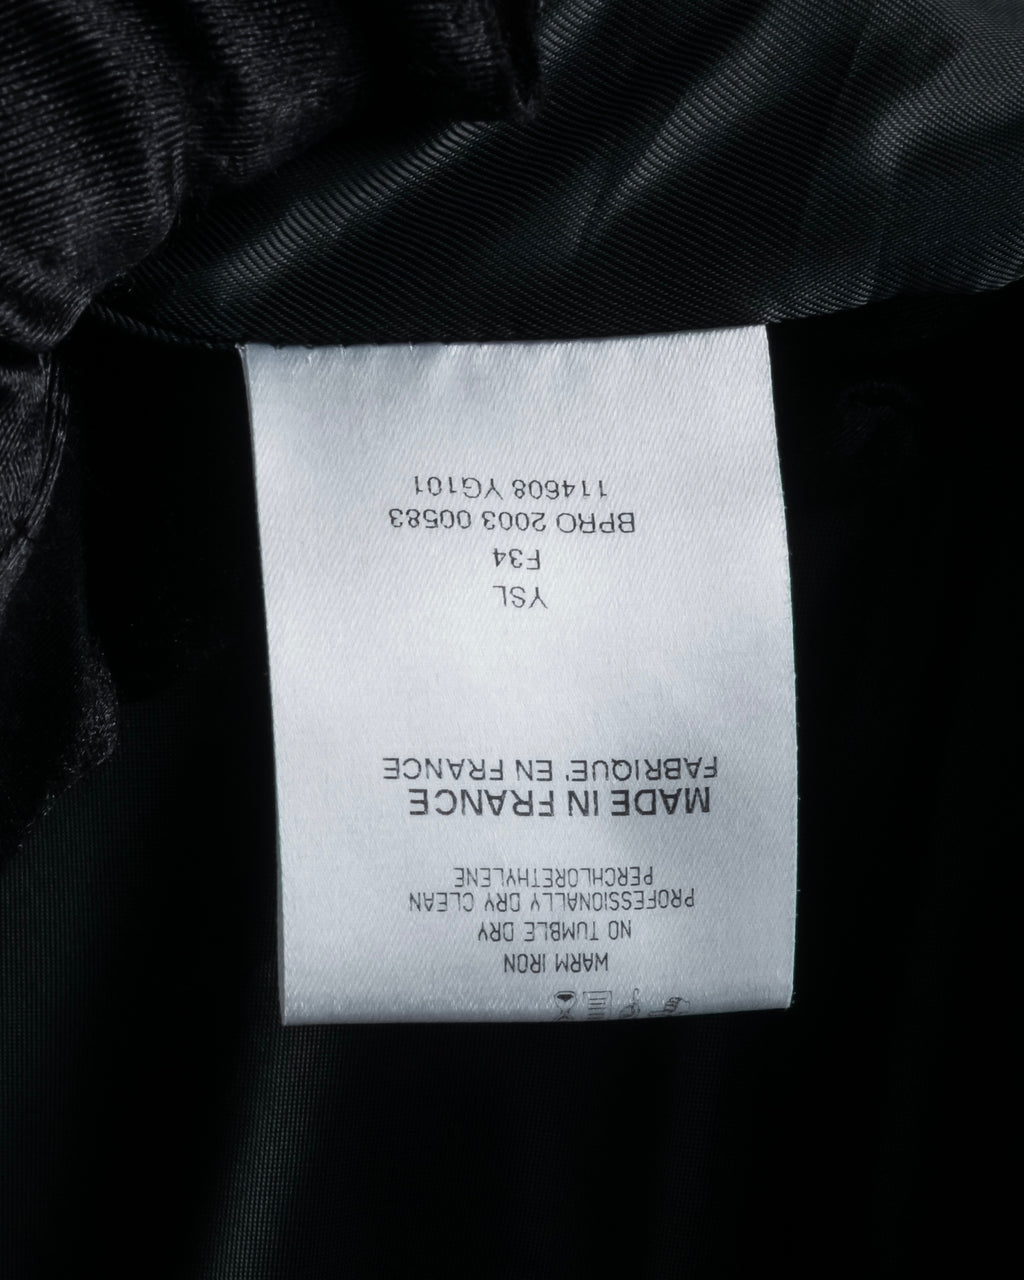 WARM IRON
NO TUMBLE DRY
PROFESSIONALLY DRY CLEAN
PERCHLORETHYLENE
MADE IN FRANCE
FABRIQUE' EN FRANCE
YSL
F34
BPRO 2003 00583
114608 YG101